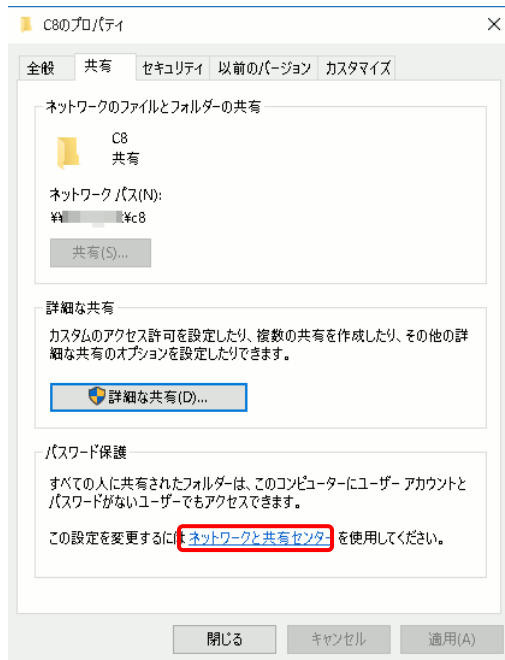 C8のプロパティ
全般 共有 セキュリティ 以前のバージョン カスタマイズ
ネットワークのファイルとフォルダーの共有
C8
共有
ネットワーク パス(N):
¥¥ ¥c8
共有(S)...
詳細な共有
カスタムのアクセス許可を設定したり、複数の共有を作成したり、その他の詳
細な共有のオプションを設定したりできます。
詳細な共有(D)...
パスワード保護
すべての人に共有されたフォルダーは、このコンピューターにユーザー アカウントと
パスワードがないユーザーでもアクセスできます。
この設定を変更するには ネットワークと共有センター を使用してください。
閉じる キャンセル 適用(A)